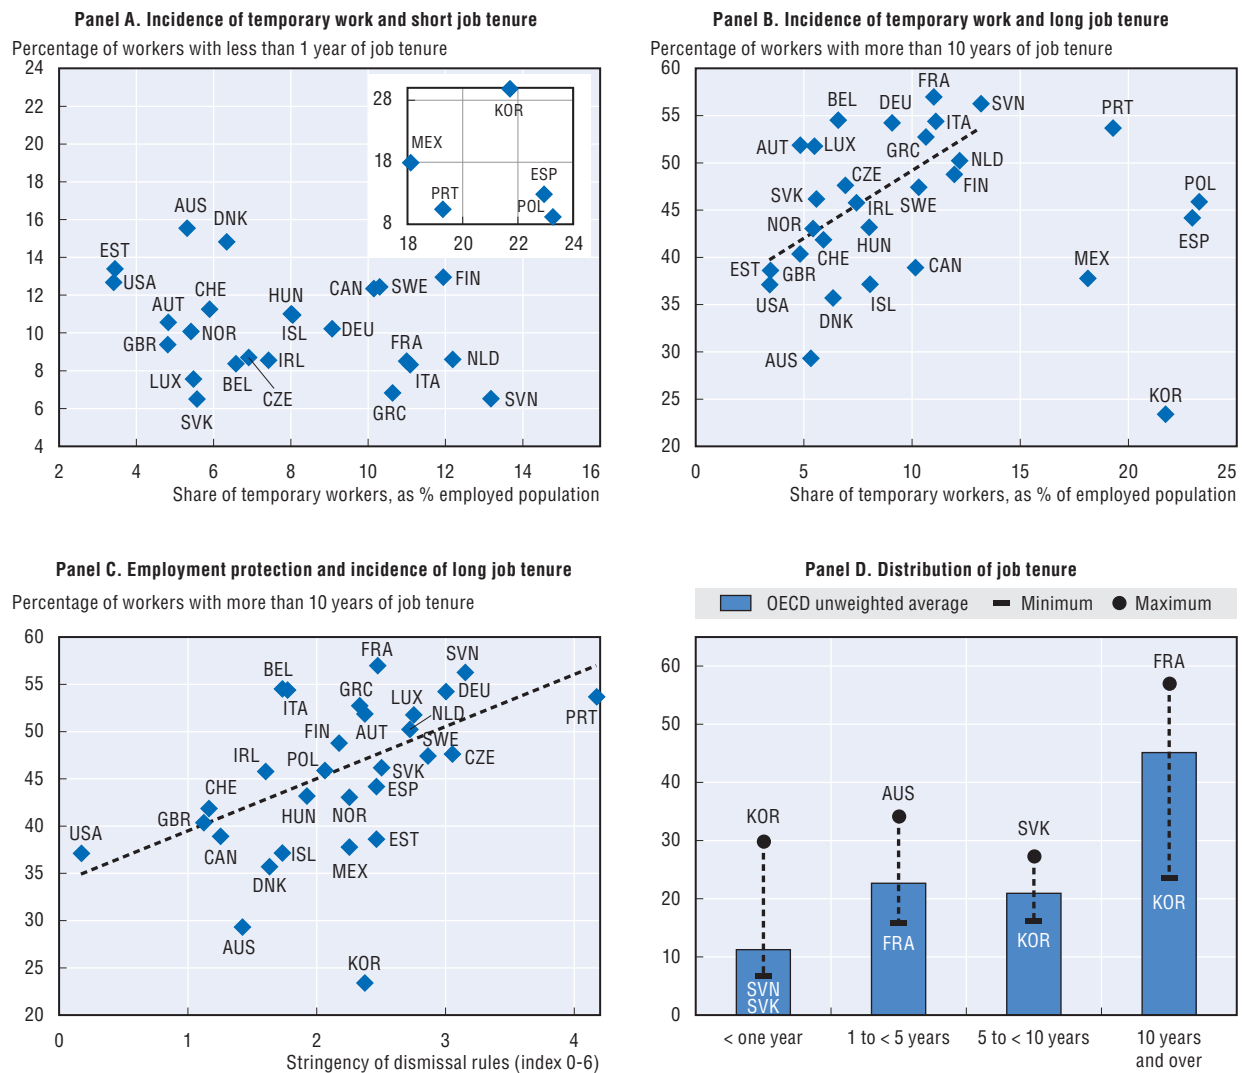 Panel A. Incidence of temporary work and short job tenure
Percentage of workers with less than 1 year of job tenure
24
22
20
18
16
14
12
10
8
6
4
28
18
8
18
20
22
24
KOR
MEX
PRT
ESP
POL
AUS
DNK
EST
USA
CHE
AUT
NOR
GBR
HUN
ISL
CAN
SWE
FIN
DEU
LUX
SVK
BEL
CZE
IRL
FRA
ITA
NLD
GRC
SVN
2
4
6
8
10
12
14
16
Share of temporary workers, as % employed population
Panel B. Incidence of temporary work and long job tenure
Percentage of workers with more than 10 years of job tenure
60
55
50
45
40
35
30
25
20
FRA
BEL
DEU
SVN
PRT
ITA
AUT
LUX
GRC
NLD
CZE
FIN
SVK
SWE
POL
IRL
NOR
ESP
HUN
CHE
EST
GBR
CAN
MEX
USA
ISL
DNK
AUS
KOR
0
5
10
15
20
25
Share of temporary workers, as % of employed population
Panel C. Employment protection and incidence of long job tenure
Percentage of workers with more than 10 years of job tenure
60
55
50
45
40
35
30
25
20
FRA
SVN
BEL
GRC
DEU
ITA
LUX
NLD
PRT
FIN
AUT
SWE
IRL
POL
CZE
SVK
CHE
ESP
HUN
NOR
GBR
USA
EST
CAN
ISL
MEX
DNK
AUS
KOR
0
1
2
3
4
Stringency of dismissal rules (index 0-6)
Panel D. Distribution of job tenure
OECD unweighted average
Minimum
Maximum
60
50
40
30
20
10
0
KOR
SVN
SVK
AUS
FRA
SVK
KOR
FRA
KOR
< one year
1 to < 5 years
5 to < 10 years
10 years
and over